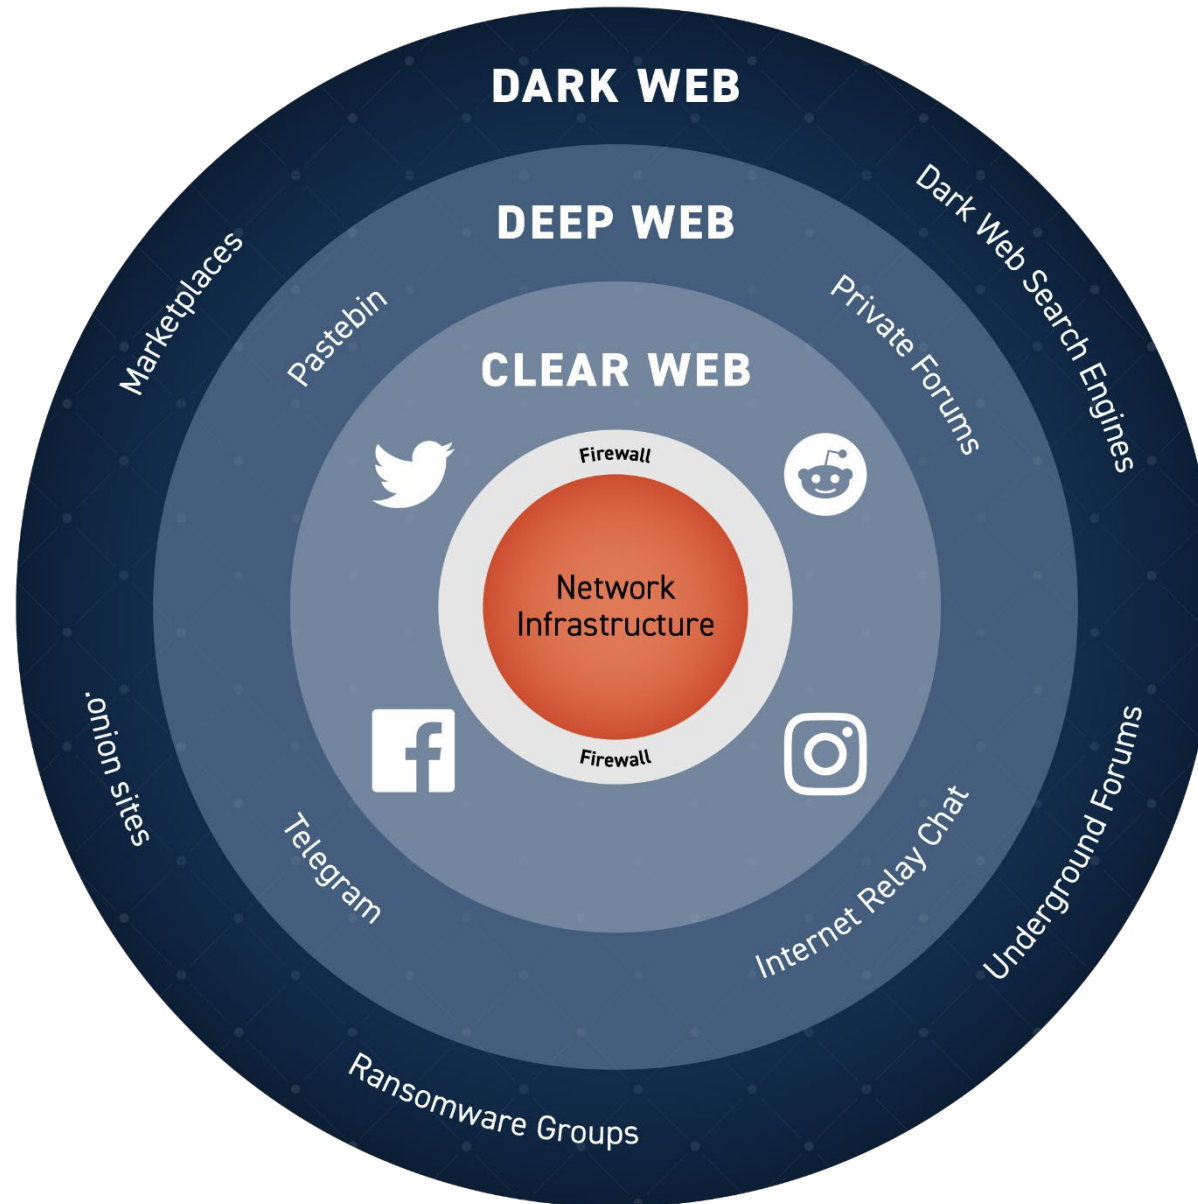 DARK WEB
Dark Web Search Engines
Marketplaces
DEEP WEB
Pastebin
Private Forums
CLEAR WEB
Firewall
Network
Infrastructure
Firewall
.onion sites
Telegram
Internet Relay Chat
Underground Forums
Ransomware Groups